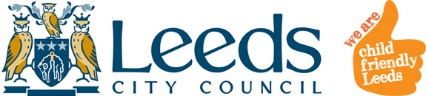 Leeds
CITY COUNCIL
we are
child
friendly
Leeds